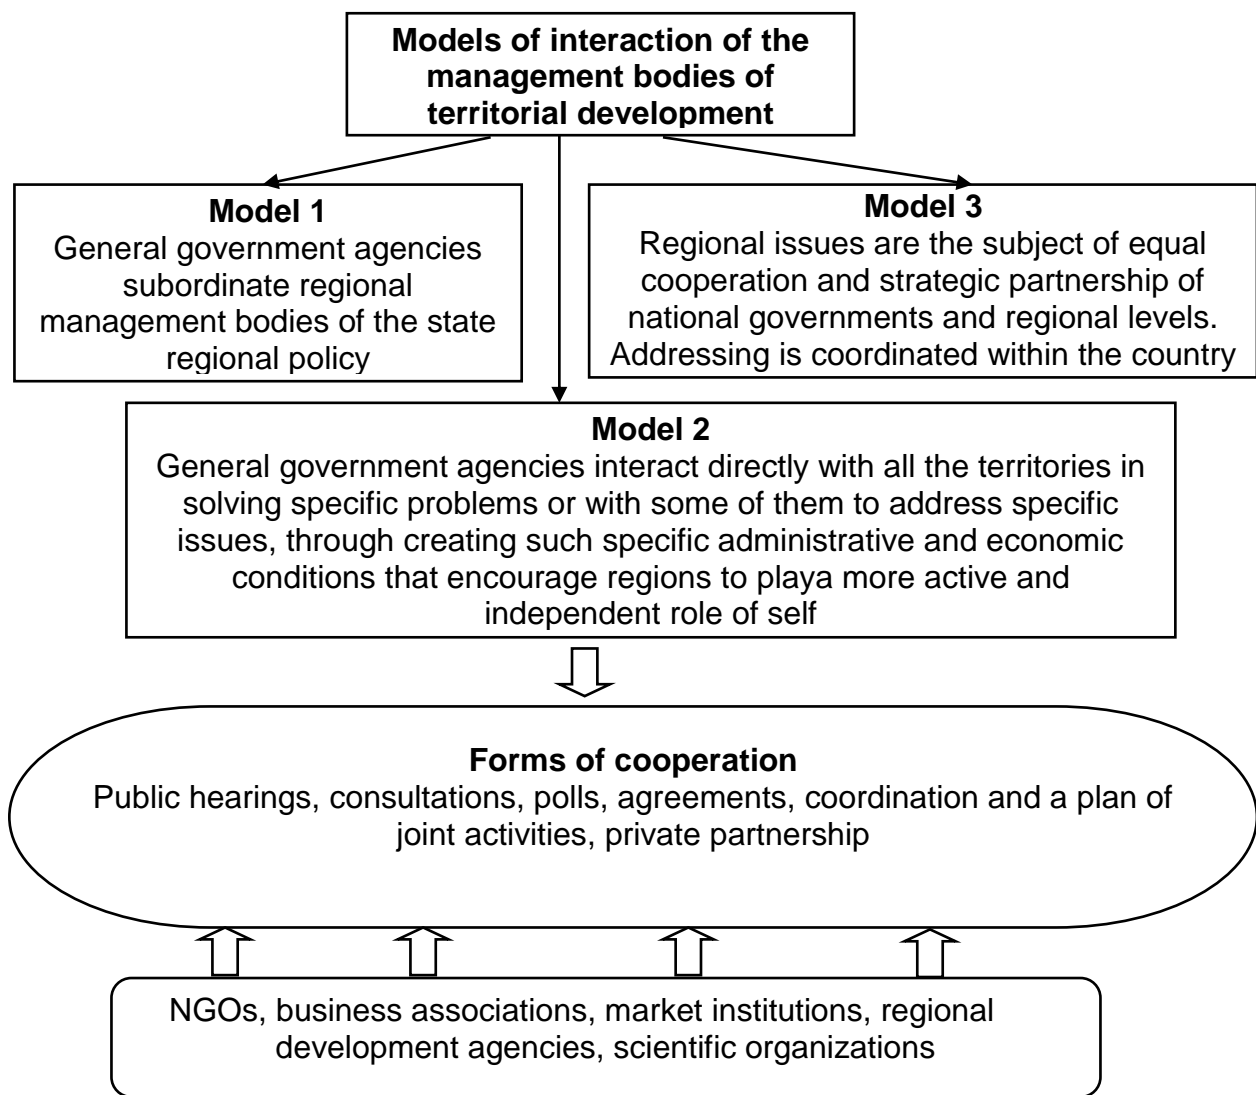 Models of interaction of the
management bodies of
territorial development
Model 1
General government agencies
subordinate regional
management bodies of the state
regional policy
Model 3
Regional issues are the subject of equal
cooperation and strategic partnership of
national governments and regional levels.
Addressing is coordinated within the country
Model 2
General government agencies interact directly with all the territories in
solving specific problems or with some of them to address specific
issues, through creating such specific administrative and economic
conditions that encourage regions to playa more active and
independent role of self
Forms of cooperation
Public hearings, consultations, polls, agreements, coordination and a plan of
joint activities, private partnership
NGOs, business associations, market institutions, regional
development agencies, scientific organizations